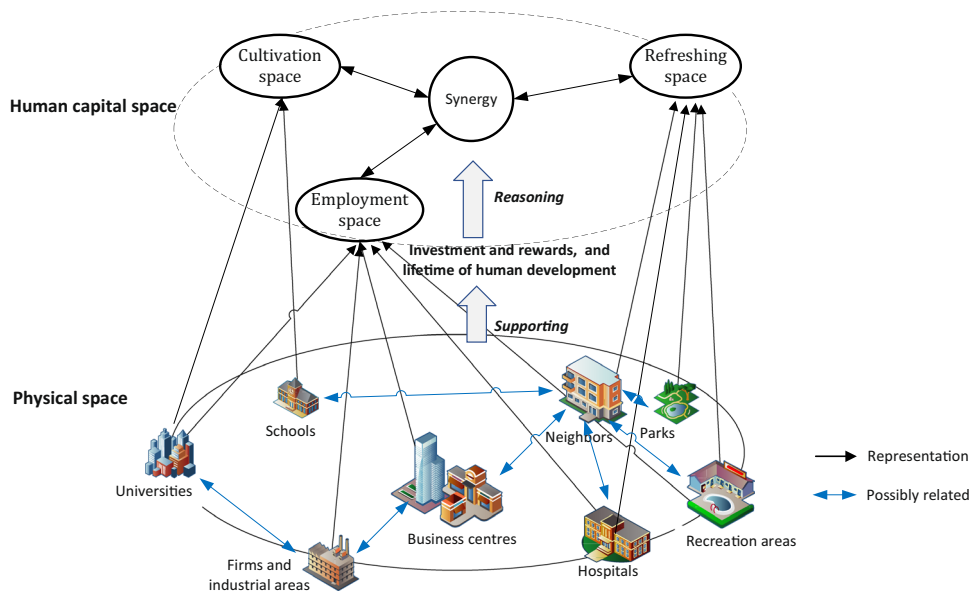 Cultivation
space
Refreshing
space
Synergy
Human capital space
Employment
space
Reasoning
Investment and rewards, and
lifetime of human development
Supporting
Physical space
Schools
Neighbors
Parks
Universities
Business centres
Recreation areas
Firms and
industrial areas
Hospitals
Representation
Possibly related